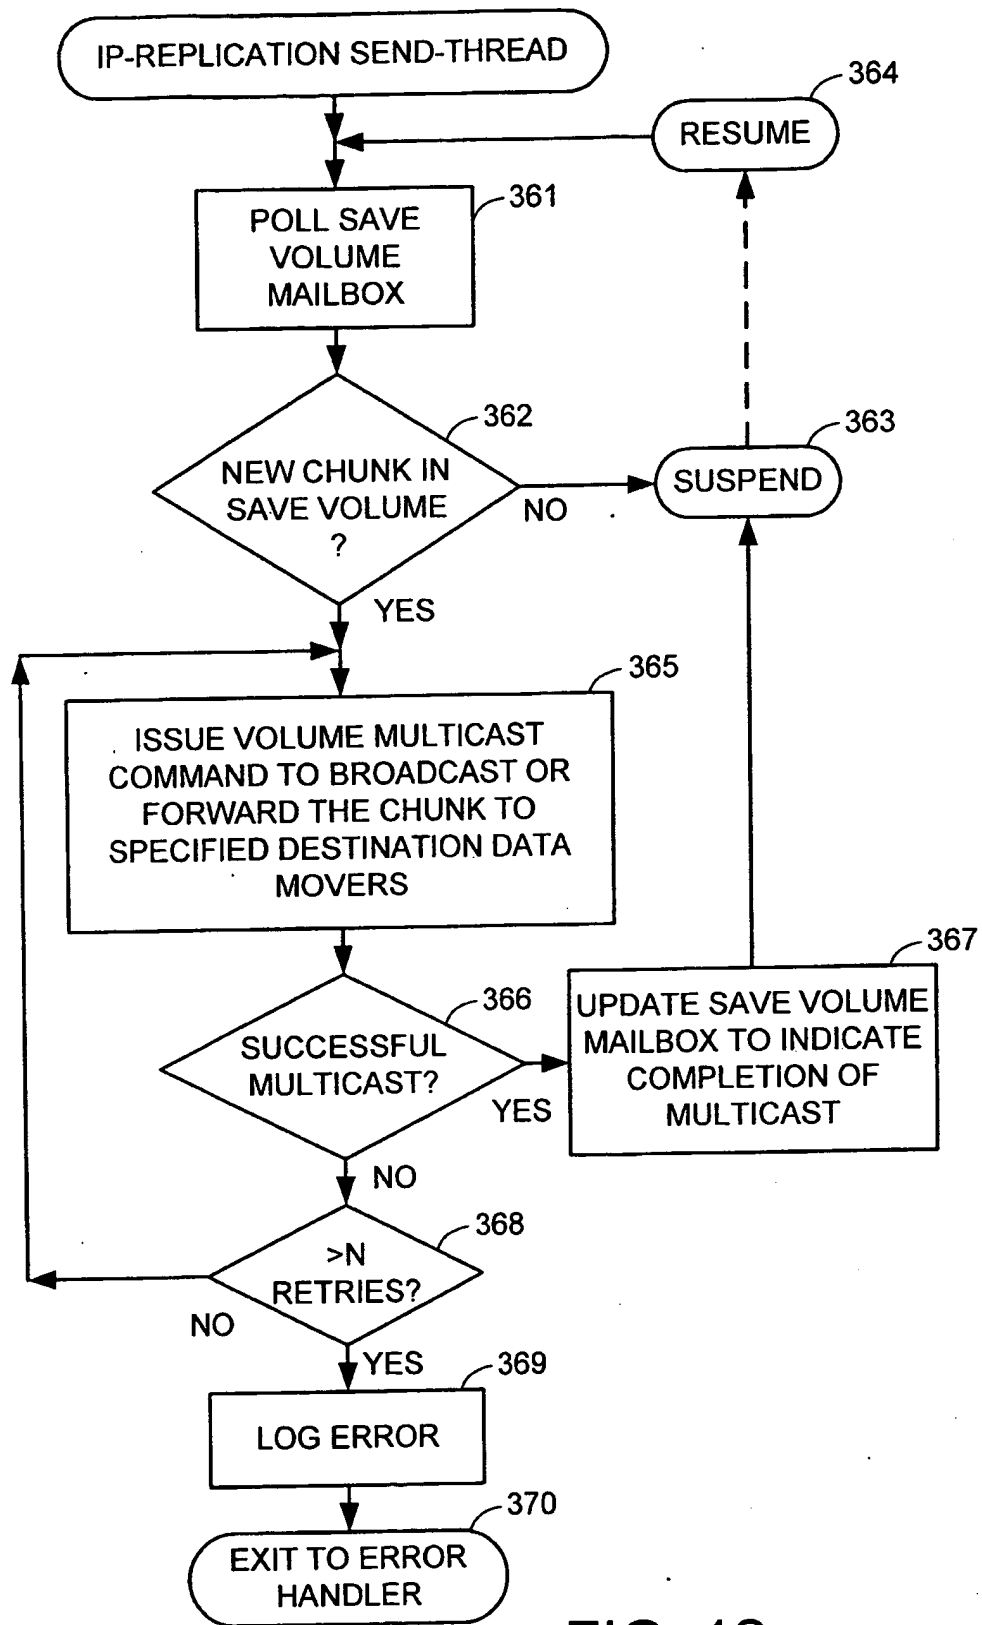 IP-REPLICATION SEND-THREAD
364
RESUME
361
POLL SAVE
VOLUME
MAILBOX
362
363
NEW CHUNK IN
SAVE VOLUME
?
NO
SUSPEND
YES
365
ISSUE VOLUME MULTICAST
COMMAND TO BROADCAST OR
FORWARD THE CHUNK TO
SPECIFIED DESTINATION DATA
MOVERS
366
367
SUCCESSFUL
MULTICAST?
YES
UPDATE SAVE VOLUME
MAILBOX TO INDICATE
COMPLETION OF
MULTICAST
NO
368
>N
RETRIES?
NO
YES
369
LOG ERROR
370
EXIT TO ERROR
HANDLER